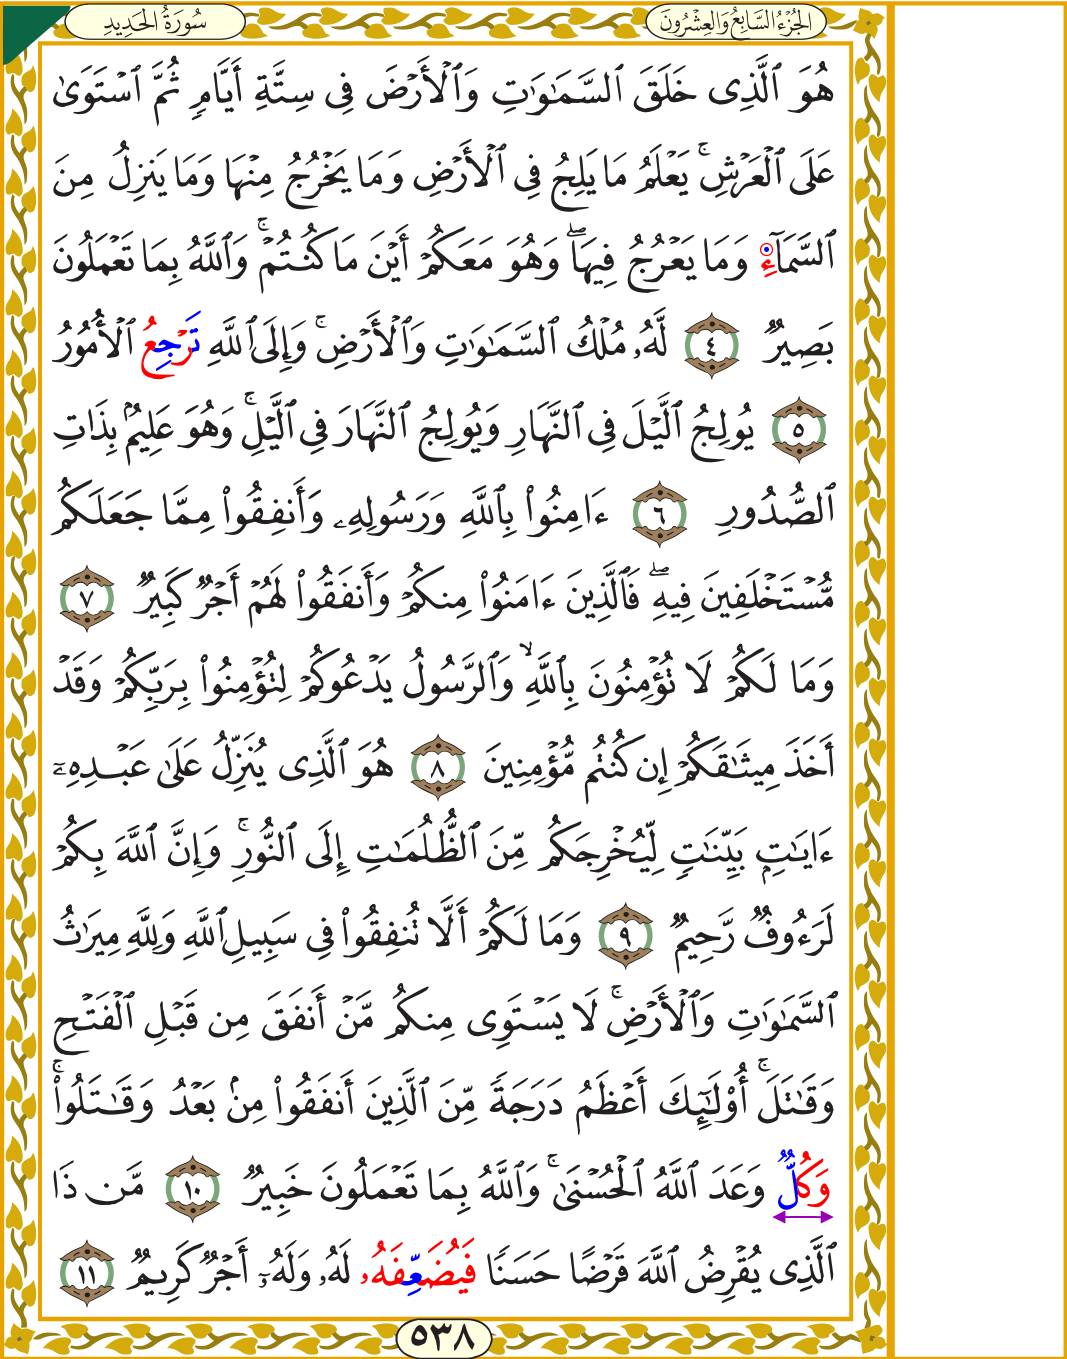 سُورَةُ الحَدِيدِ
الجُزْءُ السَّابِعُ وَالعِشْرُونَ
هُوَ ٱلَّذِى خَلَقَ ٱلسَّمَٰوَٰتِ وَٱلْأَرْضَ فِى سِتَّةِ أَيَّامٍ ثُمَّ ٱسْتَوَىٰ
عَلَى ٱلْعَرْشِ ۚ يَعْلَمُ مَا يَلِجُ فِى ٱلْأَرْضِ وَمَا يَخْرُجُ مِنْهَا وَمَا يَنزِلُ مِنَ
ٱلسَّمَآءِ وَمَا يَعْرُجُ فِيهَا ۖ وَهُوَ مَعَكُمْ أَيْنَ مَا كُنتُمْ ۚ وَٱللَّهُ بِمَا تَعْمَلُونَ
بَصِيرٌ ٤ لَّهُۥ مُلْكُ ٱلسَّمَٰوَٰتِ وَٱلْأَرْضِ ۚ وَإِلَى ٱللَّهِ تَرْجِعُ ٱلْأُمُورُ
٥ يُولِجُ ٱلَّيْلَ فِى ٱلنَّهَارِ وَيُولِجُ ٱلنَّهَارَ فِى ٱلَّيْلِ ۚ وَهُوَ عَلِيمٌۢ بِذَاتِ
ٱلصُّدُورِ ٦ ءَامِنُوا۟ بِٱللَّهِ وَرَسُولِهِۦ وَأَنفِقُوا۟ مِمَّا جَعَلَكُم
مُّسْتَخْلَفِينَ فِيهِ ۖ فَٱلَّذِينَ ءَامَنُوا۟ مِنكُمْ وَأَنفَقُوا۟ لَهُمْ أَجْرٌ كَبِيرٌ ٧
وَمَا لَكُمْ لَا تُؤْمِنُونَ بِٱللَّهِ ۙ وَٱلرَّسُولُ يَدْعُوكُمْ لِتُؤْمِنُوا۟ بِرَبِّكُمْ وَقَدْ
أَخَذَ مِيثَٰقَكُمْ إِن كُنتُم مُّؤْمِنِينَ ٨ هُوَ ٱلَّذِى يُنَزِّلُ عَلَىٰ عَبْدِهِۦٓ
ءَايَٰتٍۭ بَيِّنَٰتٍ لِّيُخْرِجَكُم مِّنَ ٱلظُّلُمَٰتِ إِلَى ٱلنُّورِ ۚ وَإِنَّ ٱللَّهَ بِكُمْ
لَرَءُوفٌ رَّحِيمٌ ٩ وَمَا لَكُمْ أَلَّا تُنفِقُوا۟ فِى سَبِيلِ ٱللَّهِ وَلِلَّهِ مِيرَٰثُ
ٱلسَّمَٰوَٰتِ وَٱلْأَرْضِ ۚ لَا يَسْتَوِى مِنكُم مَّنْ أَنفَقَ مِن قَبْلِ ٱلْفَتْحِ
وَقَٰتَلَ ۚ أُو۟لَٰٓئِكَ أَعْظَمُ دَرَجَةً مِّنَ ٱلَّذِينَ أَنفَقُوا۟ مِنۢ بَعْدُ وَقَٰتَلُوا۟ ۚ
وَكُلٌّ وَعَدَ ٱللَّهُ ٱلْحُسْنَىٰ ۚ وَٱللَّهُ بِمَا تَعْمَلُونَ خَبِيرٌ ١٠ مَّن ذَا
ٱلَّذِى يُقْرِضُ ٱللَّهَ قَرْضًا حَسَنًا فَيُضَعِّفَهُۥ لَهُۥ وَلَهُۥٓ أَجْرٌ كَرِيمٌ ١١
٥٣٨